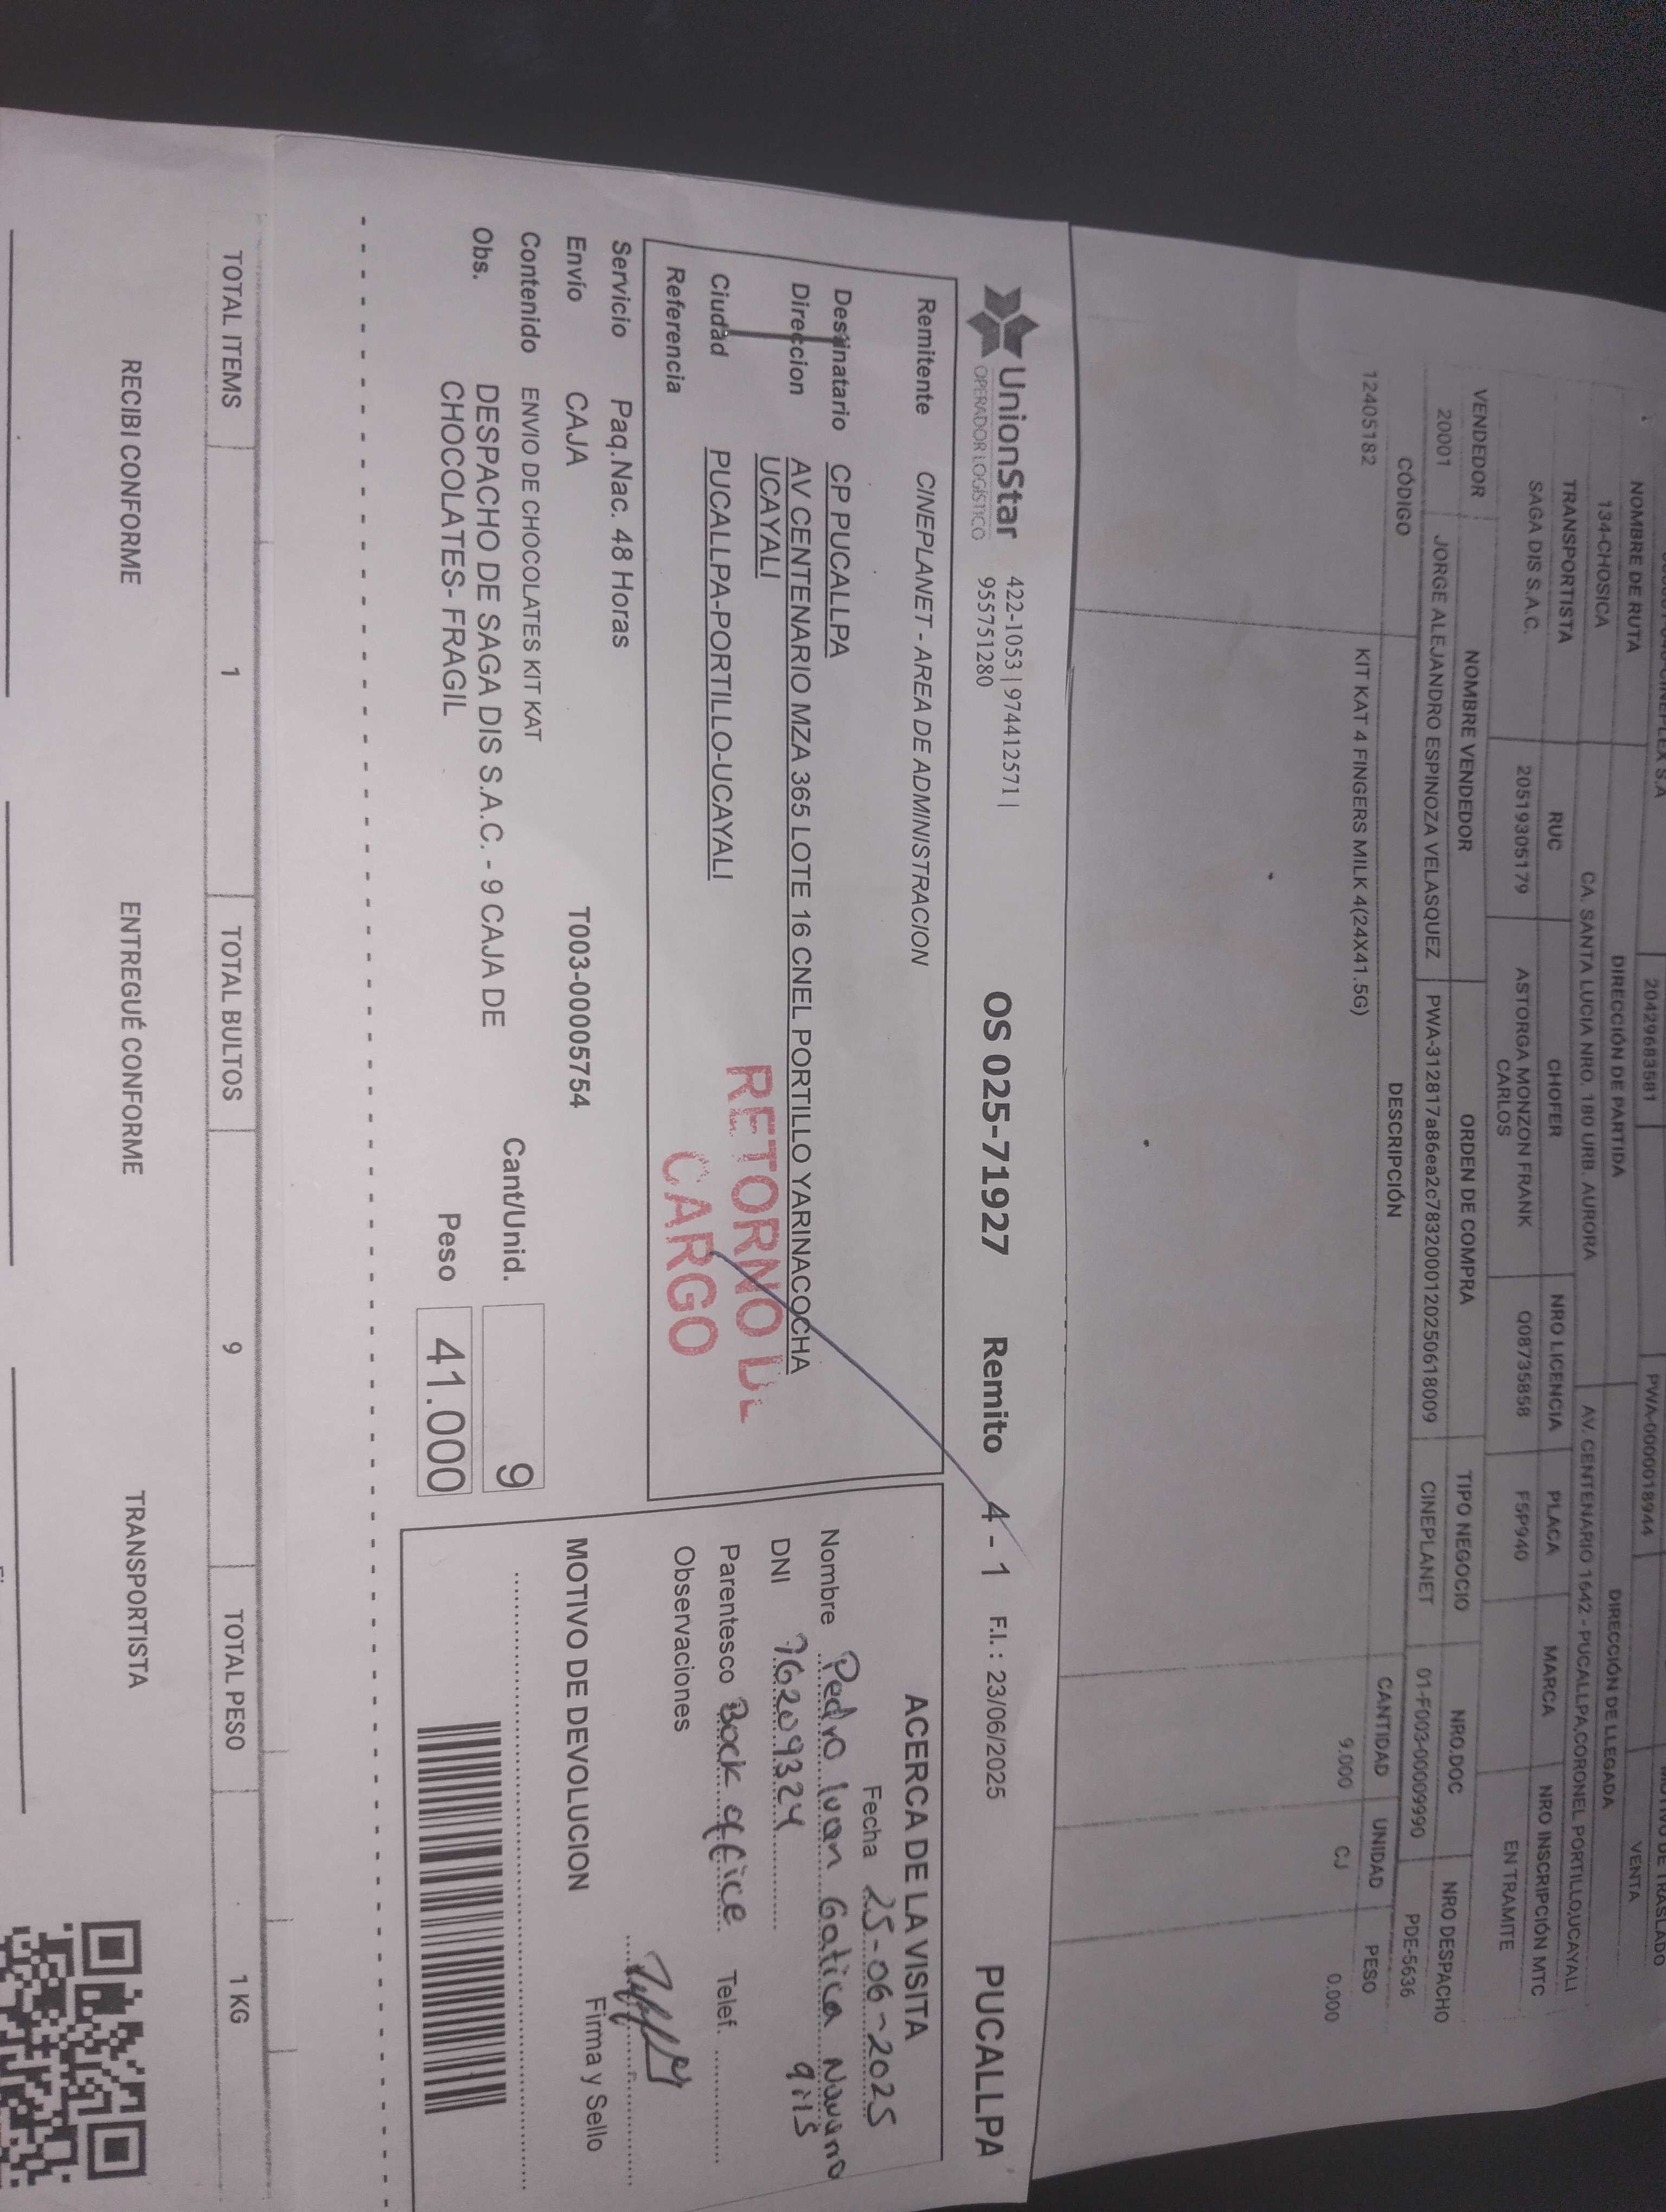 20429683581
PWA-0000018944
VENTA
NOMBRE DE RUTA
DIRECCIÓN DE PARTIDA
DIRECCIÓN DE LLEGADA
134-CHOSICA
CA. SANTA LUCIA NRO. 180 URB. AURORA
AV. CENTENARIO 1642 - PUCALLPA,CORONEL PORTILLO,UCAYALI
TRANSPORTISTA
RUC
CHOFER
NRO LICENCIA
PLACA
MARCA
NRO INSCRIPCIÓN MTC
SAGA DIS S.A.C.
20519305179
ASTORGA MONZON FRANK
CARLOS
Q08735858
F5P940
EN TRAMITE
VENDEDOR
NOMBRE VENDEDOR
ORDEN DE COMPRA
TIPO NEGOCIO
NRO.DOC
NRO DESPACHO
20001
JORGE ALEJANDRO ESPINOZA VELASQUEZ
PWA-312817a86ea2c7832000120250618009
CINEPLANET
01-F003-00009990
PDE-5636
CÓDIGO
DESCRIPCIÓN
CANTIDAD
UNIDAD
PESO
12405182
KIT KAT 4 FINGERS MILK 4(24X41.5G)
9.000
CJ
0.000
UnionStar
OPERADOR LOGÍSTICO
422-1053 | 974412571 |
955751280
OS 025-71927
Remito
4 - 1
F.I. : 23/06/2025
PUCALLPA
Remitente CINEPLANET - AREA DE ADMINISTRACION
Destinatario CP PUCALLPA
Direccion AV CENTENARIO MZA 365 LOTE 16 CNEL PORTILLO YARINACOCHA
UCAYALI
Ciudad PUCALLPA-PORTILLO-UCAYALI
Referencia
RETORNO DE
CARGO
Servicio Paq.Nac. 48 Horas
Envío CAJA
T003-00005754
Contenido ENVIO DE CHOCOLATES KIT KAT
Obs. DESPACHO DE SAGA DIS S.A.C. - 9 CAJA DE
CHOCOLATES- FRAGIL
Cant/Unid. 9
Peso 41.000
ACERCA DE LA VISITA
Fecha 25-06-2025
Nombre Pedro Ivan Gatica Navarro
DNI 76209324 9:15
Parentesco Back office Telef.
Observaciones
Firma y Sello
MOTIVO DE DEVOLUCION
TOTAL ITEMS
1
TOTAL BULTOS
9
TOTAL PESO
1 KG
RECIBI CONFORME
ENTREGUÉ CONFORME
TRANSPORTISTA